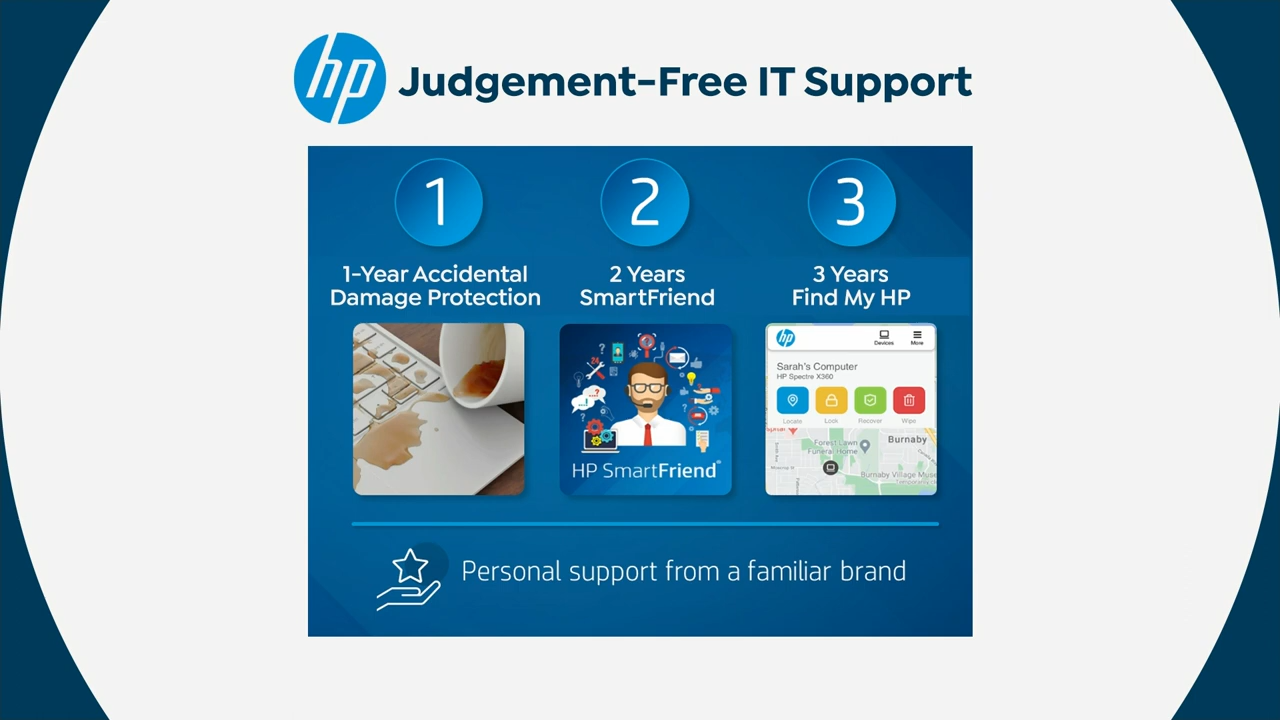 hp Judgement-Free IT Support
1 2 3
1-Year Accidental
Damage Protection
2 Years
SmartFriend
3 Years
Find My HP
24
HP SmartFriend®
hp
Devices
More
Sarah's Computer
HP Spectre X360
Locate Lock Recover Wipe
Forest Lawn
Funeral Home
Burnaby
Burnaby Village Muse
Personal support from a familiar brand